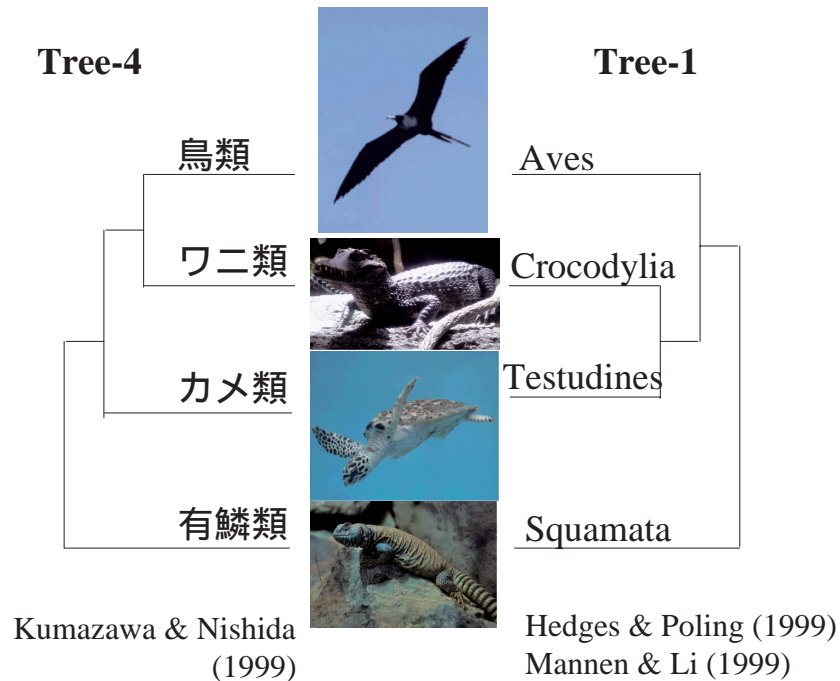 Tree-4
Tree-1
鳥類
Aves
ワニ類
Crocodylia
カメ類
Testudines
有鱗類
Squamata
Kumazawa & Nishida
(1999)
Hedges & Poling (1999)
Mannen & Li (1999)